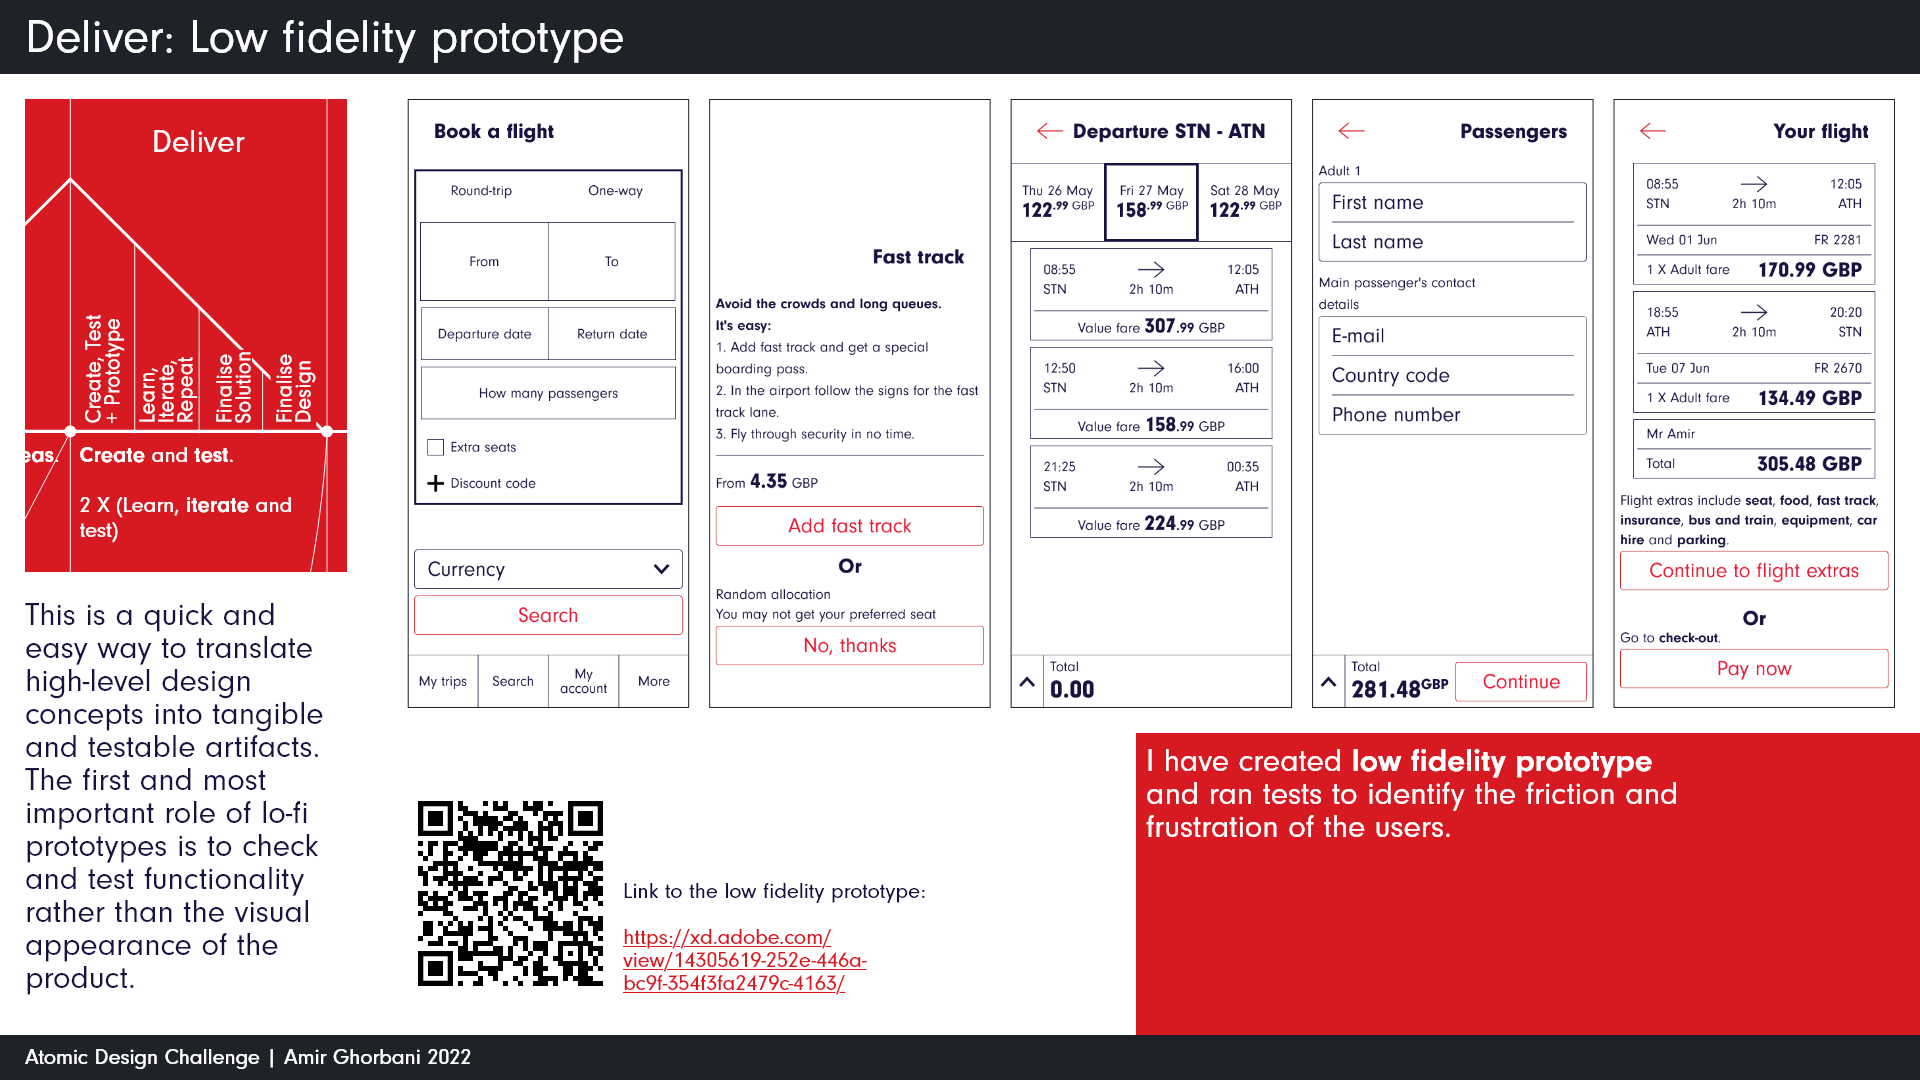 Deliver: Low fidelity prototype
Deliver
Create, Test
+ Prototype
Learn,
Iterate,
Repeat
Finalise
Solution
Finalise
Design
eas.
Create and test.
2 X (Learn, iterate and
test)
This is a quick and
easy way to translate
high-level design
concepts into tangible
and testable artifacts.
The first and most
important role of lo-fi
prototypes is to check
and test functionality
rather than the visual
appearance of the
product.
Book a flight
Round-trip
One-way
From
To
Departure date
Return date
How many passengers
Extra seats
Discount code
Currency
Search
My trips
Search
My
account
More
Fast track
Avoid the crowds and long queues.
It's easy:
1. Add fast track and get a special
boarding pass.
2. In the airport follow the signs for the fast
track lane.
3. Fly through security in no time.
From 4.35 GBP
Add fast track
Or
Random allocation
You may not get your preferred seat
No, thanks
Departure STN - ATN
Thu 26 May
122.99 GBP
Fri 27 May
158.99 GBP
Sat 28 May
122.99 GBP
08:55
12:05
STN
2h 10m
ATH
Value fare 307.99 GBP
12:50
16:00
STN
2h 10m
ATH
Value fare 158.99 GBP
21:25
00:35
STN
2h 10m
ATH
Value fare 224.99 GBP
Total
0.00
Passengers
Adult 1
First name
Last name
Main passenger's contact
details
E-mail
Country code
Phone number
Total
281.48GBP
Continue
Your flight
08:55
12:05
STN
2h 10m
ATH
Wed 01 Jun
FR 2281
1 X Adult fare
170.99 GBP
18:55
20:20
ATH
2h 10m
STN
Tue 07 Jun
FR 2670
1 X Adult fare
134.49 GBP
Mr Amir
Total
305.48 GBP
Flight extras include seat, food, fast track,
insurance, bus and train, equipment, car
hire and parking.
Continue to flight extras
Or
Go to check-out.
Pay now
Link to the low fidelity prototype:
https://xd.adobe.com/
view/14305619-252e-446a-
bc9f-354f3fa2479c-4163/
I have created low fidelity prototype
and ran tests to identify the friction and
frustration of the users.
Atomic Design Challenge | Amir Ghorbani 2022